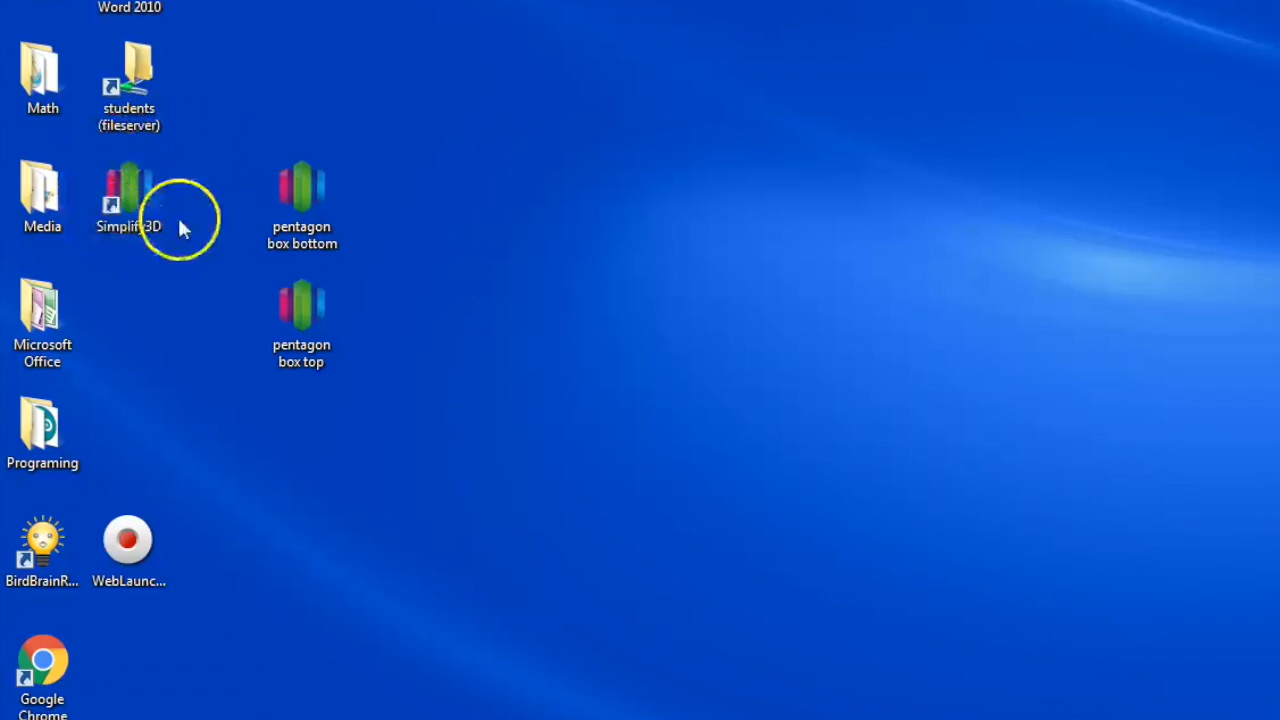 Word 2010
Math
students
(fileserver)
Media
Simplify3D
pentagon
box bottom
Microsoft
Office
pentagon
box top
Programing
BirdBrainR...
WebLaunc...
Google
Chrome